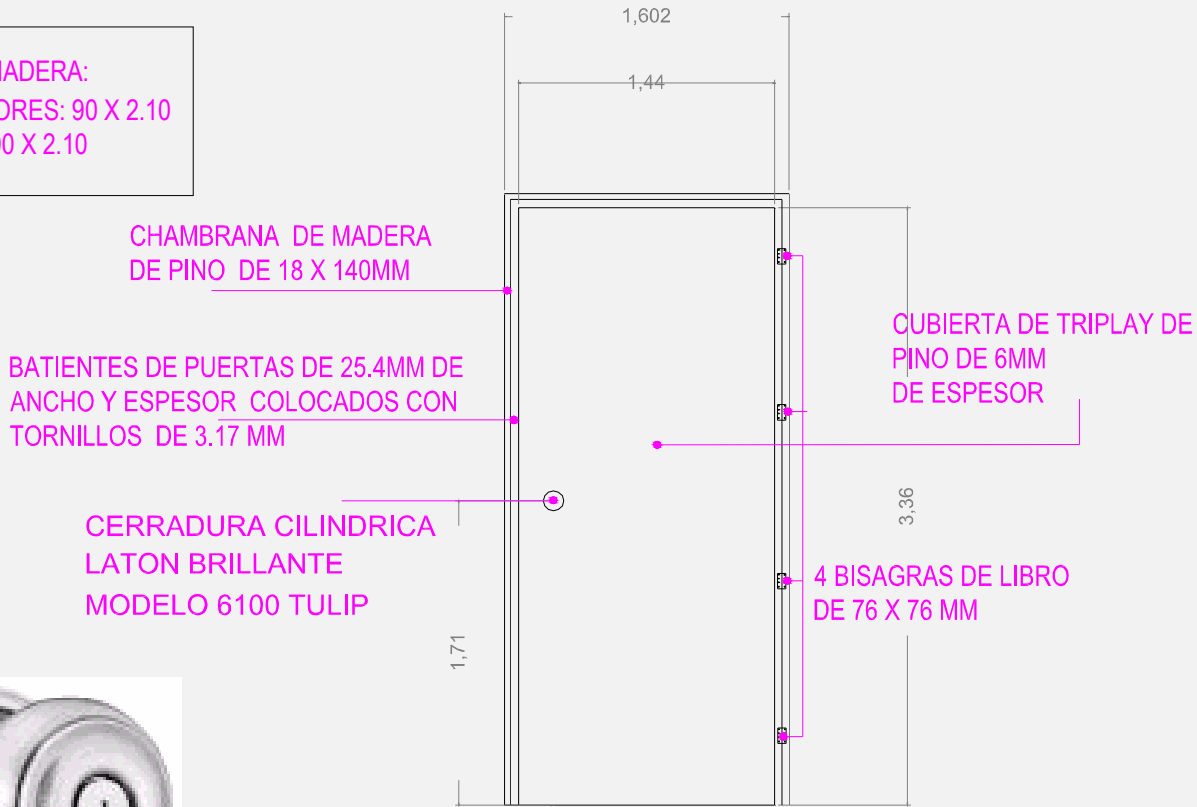 MADERA:
ORES: 90 X 2.10
00 X 2.10
1,602
1,44
CHAMBRANA DE MADERA
DE PINO DE 18 X 140MM
BATIENTES DE PUERTAS DE 25.4MM DE
ANCHO Y ESPESOR COLOCADOS CON
TORNILLOS DE 3.17 MM
CERRADURA CILINDRICA
LATON BRILLANTE
MODELO 6100 TULIP
1,71
CUBIERTA DE TRIPLAY DE
PINO DE 6MM
DE ESPESOR
3,36
4 BISAGRAS DE LIBRO
DE 76 X 76 MM